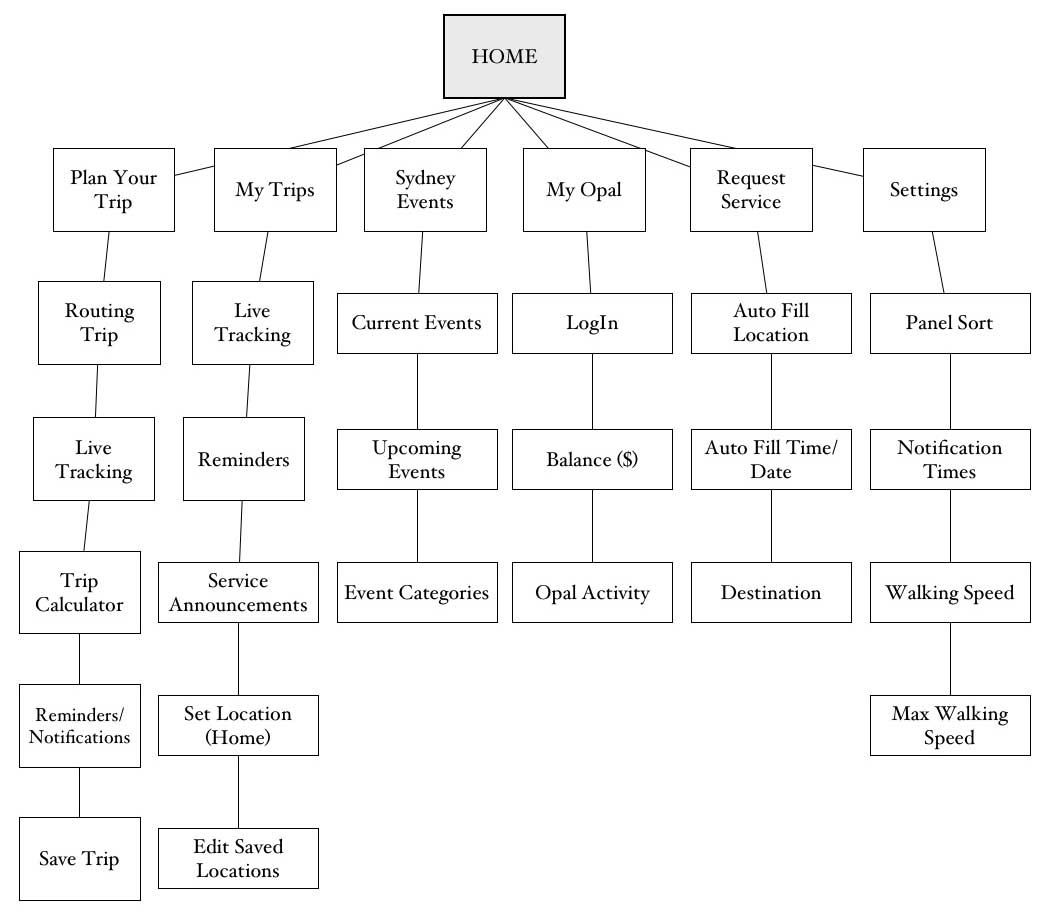 HOME
Plan Your
Trip
My Trips
Sydney
Events
My Opal
Request
Service
Settings
Routing
Trip
Live
Tracking
Current Events
LogIn
Auto Fill
Location
Panel Sort
Live
Tracking
Reminders
Upcoming
Events
Balance ($)
Auto Fill Time/
Date
Notification
Times
Trip
Calculator
Service
Announcements
Event Categories
Opal Activity
Destination
Walking Speed
Reminders/
Notifications
Set Location
(Home)
Max Walking
Speed
Save Trip
Edit Saved
Locations